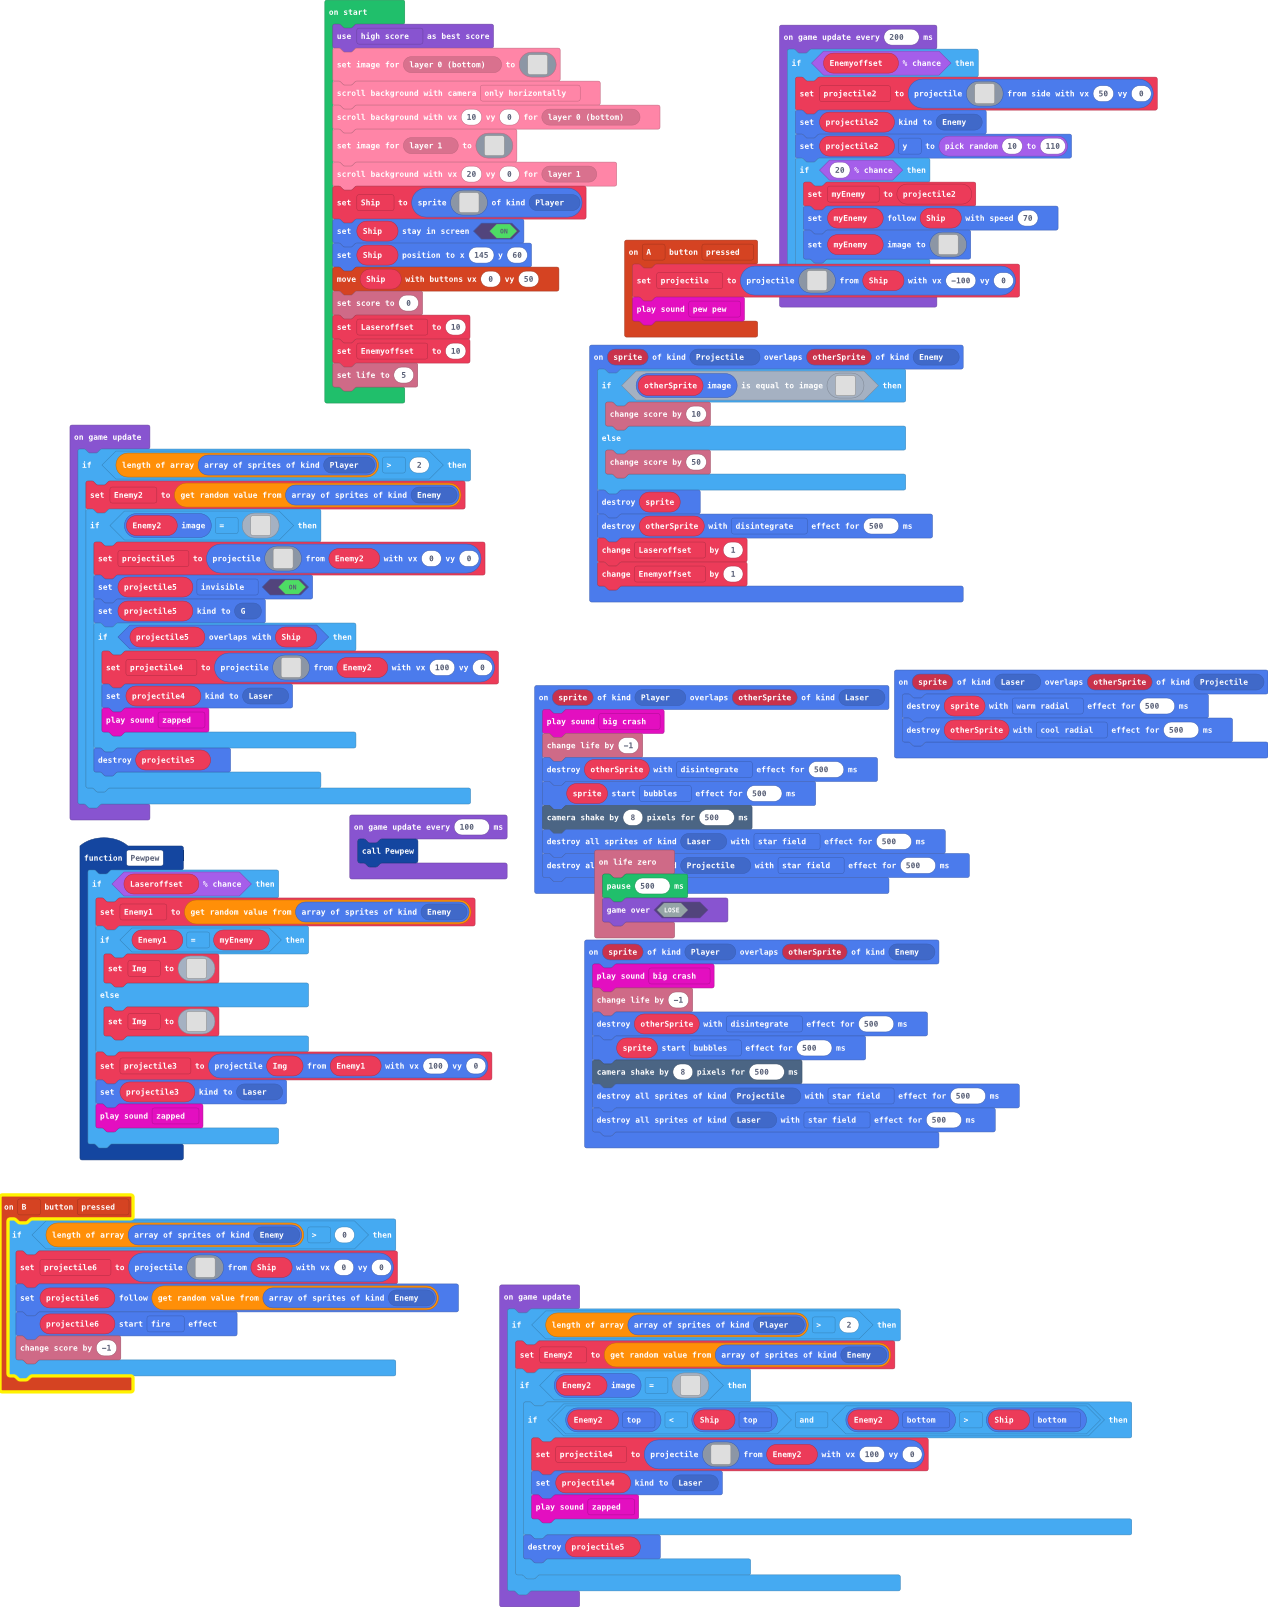 on start
use high score as best score
set image for layer 0 (bottom) to
scroll background with camera only horizontally
scroll background with vx 10 vy 0 for layer 0 (bottom)
set image for layer 1 to
scroll background with vx 20 vy 0 for layer 1
set Ship to sprite of kind Player
set Ship stay in screen ON
set Ship position to x 145 y 60
move Ship with buttons vx 0 vy 50
set score to 0
set Laseroffset to 10
set Enemyoffset to 10
set life to 5
on game update every 200 ms
if Enemyoffset % chance then
set projectile2 to projectile from side with vx 50 vy 0
set projectile2 kind to Enemy
set projectile2 y to pick random 10 to 110
if 20 % chance then
set myEnemy to projectile2
set myEnemy follow Ship with speed 70
set myEnemy image to
on A button pressed
set projectile to projectile from Ship with vx -100 vy 0
play sound pew pew
on sprite of kind Projectile overlaps otherSprite of kind Enemy
if otherSprite image is equal to image then
change score by 10
else
change score by 50
destroy sprite
destroy otherSprite with disintegrate effect for 500 ms
change Laseroffset by 1
change Enemyoffset by 1
on game update
if length of array array of sprites of kind Player > 2 then
set Enemy2 to get random value from array of sprites of kind Enemy
if Enemy2 image = then
set projectile5 to projectile from Enemy2 with vx 0 vy 0
set projectile5 invisible ON
set projectile5 kind to G
if projectile5 overlaps with Ship then
set projectile4 to projectile from Enemy2 with vx 100 vy 0
set projectile4 kind to Laser
play sound zapped
destroy projectile5
on sprite of kind Player overlaps otherSprite of kind Laser
play sound big crash
change life by -1
destroy otherSprite with disintegrate effect for 500 ms
sprite start bubbles effect for 500 ms
camera shake by 8 pixels for 500 ms
destroy all sprites of kind Laser with star field effect for 500 ms
destroy al Projectile with star field effect for 500 ms
on sprite of kind Laser overlaps otherSprite of kind Projectile
destroy sprite with warm radial effect for 500 ms
destroy otherSprite with cool radial effect for 500 ms
on game update every 100 ms
call Pewpew
on life zero
pause 500 ms
game over LOSE
function Pewpew
if Laseroffset % chance then
set Enemy1 to get random value from array of sprites of kind Enemy
if Enemy1 = myEnemy then
set Img to
else
set Img to
set projectile3 to projectile Img from Enemy1 with vx 100 vy 0
set projectile3 kind to Laser
play sound zapped
on sprite of kind Player overlaps otherSprite of kind Enemy
play sound big crash
change life by -1
destroy otherSprite with disintegrate effect for 500 ms
sprite start bubbles effect for 500 ms
camera shake by 8 pixels for 500 ms
destroy all sprites of kind Projectile with star field effect for 500 ms
destroy all sprites of kind Laser with star field effect for 500 ms
on B button pressed
if length of array array of sprites of kind Enemy > 0 then
set projectile6 to projectile from Ship with vx 0 vy 0
set projectile6 follow get random value from array of sprites of kind Enemy
projectile6 start fire effect
change score by -1
on game update
if length of array array of sprites of kind Player > 2 then
set Enemy2 to get random value from array of sprites of kind Enemy
if Enemy2 image = then
if Enemy2 top < Ship top and Enemy2 bottom > Ship bottom then
set projectile4 to projectile from Enemy2 with vx 100 vy 0
set projectile4 kind to Laser
play sound zapped
destroy projectile5